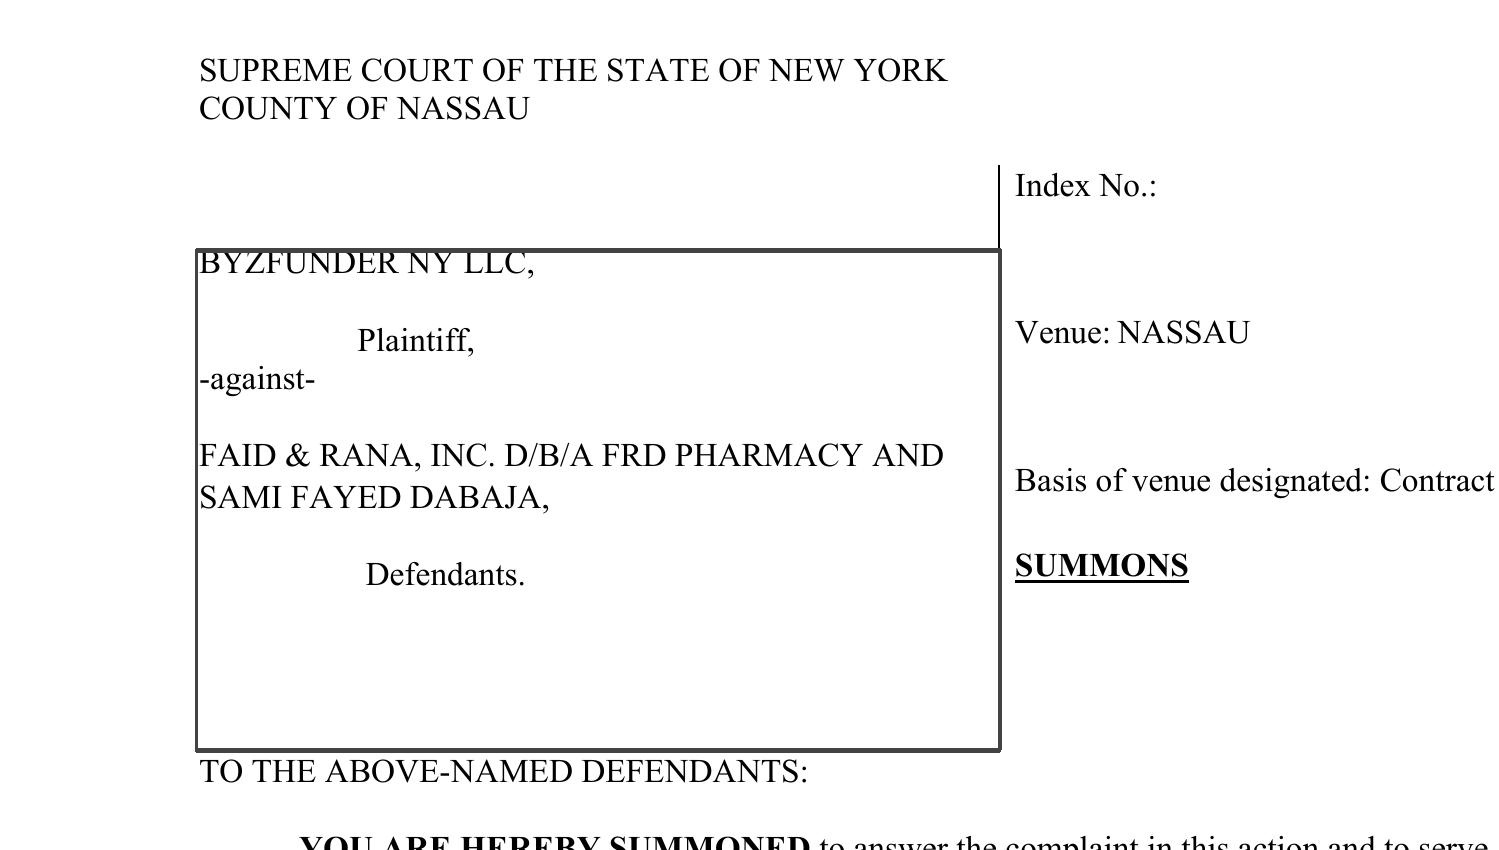 SUPREME COURT OF THE STATE OF NEW YORK
COUNTY OF NASSAU
Index No.:
BYZFUNDER NY LLC,
Plaintiff,
-against-
FAID & RANA, INC. D/B/A FRD PHARMACY AND
SAMI FAYED DABAJA,
Defendants.
Venue: NASSAU
Basis of venue designated: Contract
SUMMONS
TO THE ABOVE-NAMED DEFENDANTS:
YOU ARE HEREBY SUMMONED to answer the complaint in this action and to serve